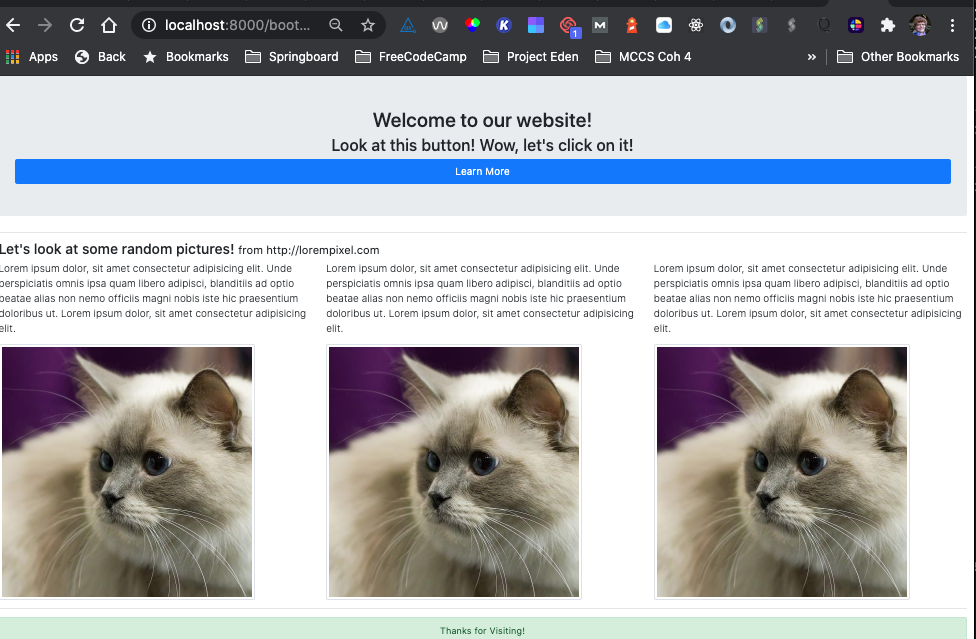 localhost:8000/boot...
1
Apps Back Bookmarks Springboard FreeCodeCamp Project Eden MCCS Coh 4 » Other Bookmarks
Welcome to our website!
Look at this button! Wow, let's click on it!
Learn More
Let's look at some random pictures! from http://lorempixel.com
Lorem ipsum dolor, sit amet consectetur adipisicing elit. Unde
perspiciatis omnis ipsa quam libero adipisci, blanditiis ad optio
beatae alias non nemo officiis magni nobis iste hic praesentium
doloribus ut. Lorem ipsum dolor, sit amet consectetur adipisicing
elit.
Lorem ipsum dolor, sit amet consectetur adipisicing elit. Unde
perspiciatis omnis ipsa quam libero adipisci, blanditiis ad optio
beatae alias non nemo officiis magni nobis iste hic praesentium
doloribus ut. Lorem ipsum dolor, sit amet consectetur adipisicing
elit.
Lorem ipsum dolor, sit amet consectetur adipisicing elit. Unde
perspiciatis omnis ipsa quam libero adipisci, blanditiis ad optio
beatae alias non nemo officiis magni nobis iste hic praesentium
doloribus ut. Lorem ipsum dolor, sit amet consectetur adipisicing
elit.
Thanks for Visiting!